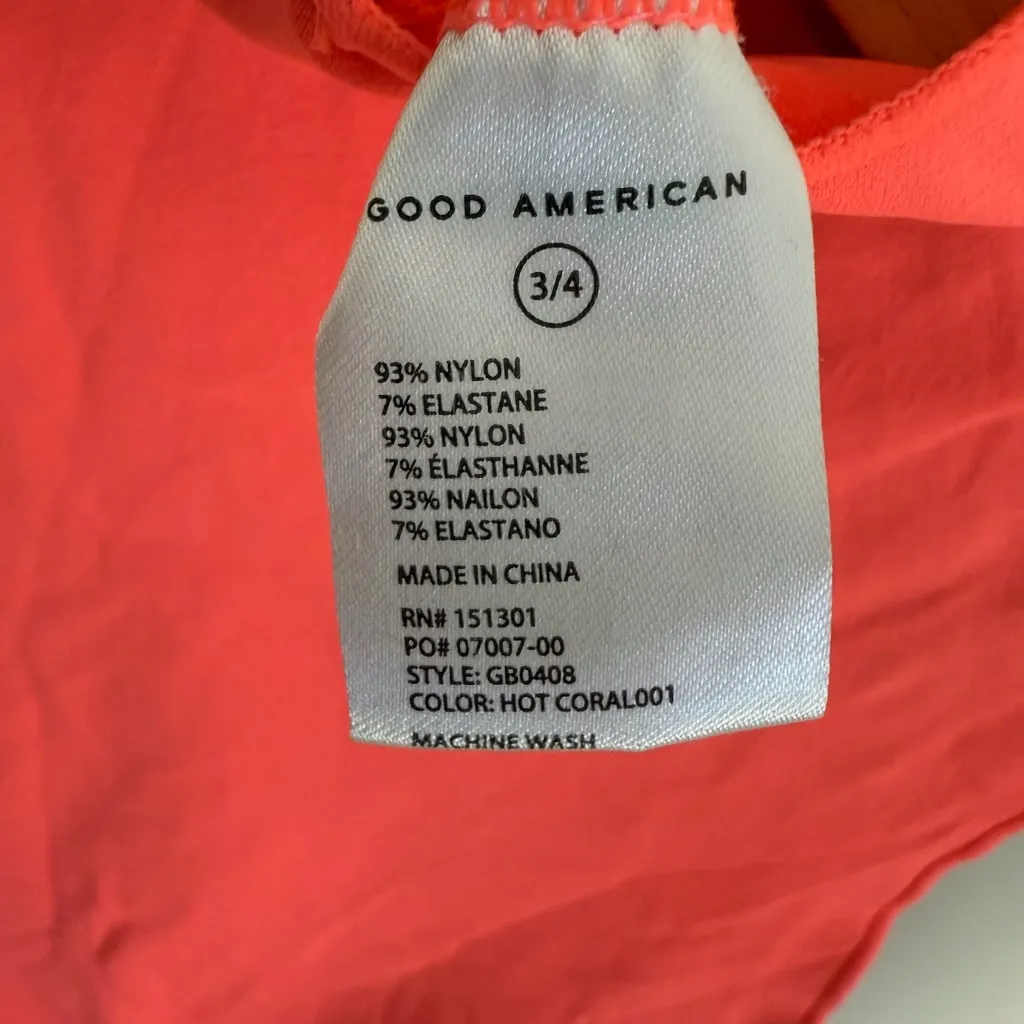 GOOD AMERICAN
3/4
93% NYLON
7% ELASTANE
93% NYLON
7% ÉLASTHANNE
93% NAILON
7% ELASTANO
MADE IN CHINA
RN# 151301
PO# 07007-00
STYLE: GB0408
COLOR: HOT CORAL001
MACHINE WASH